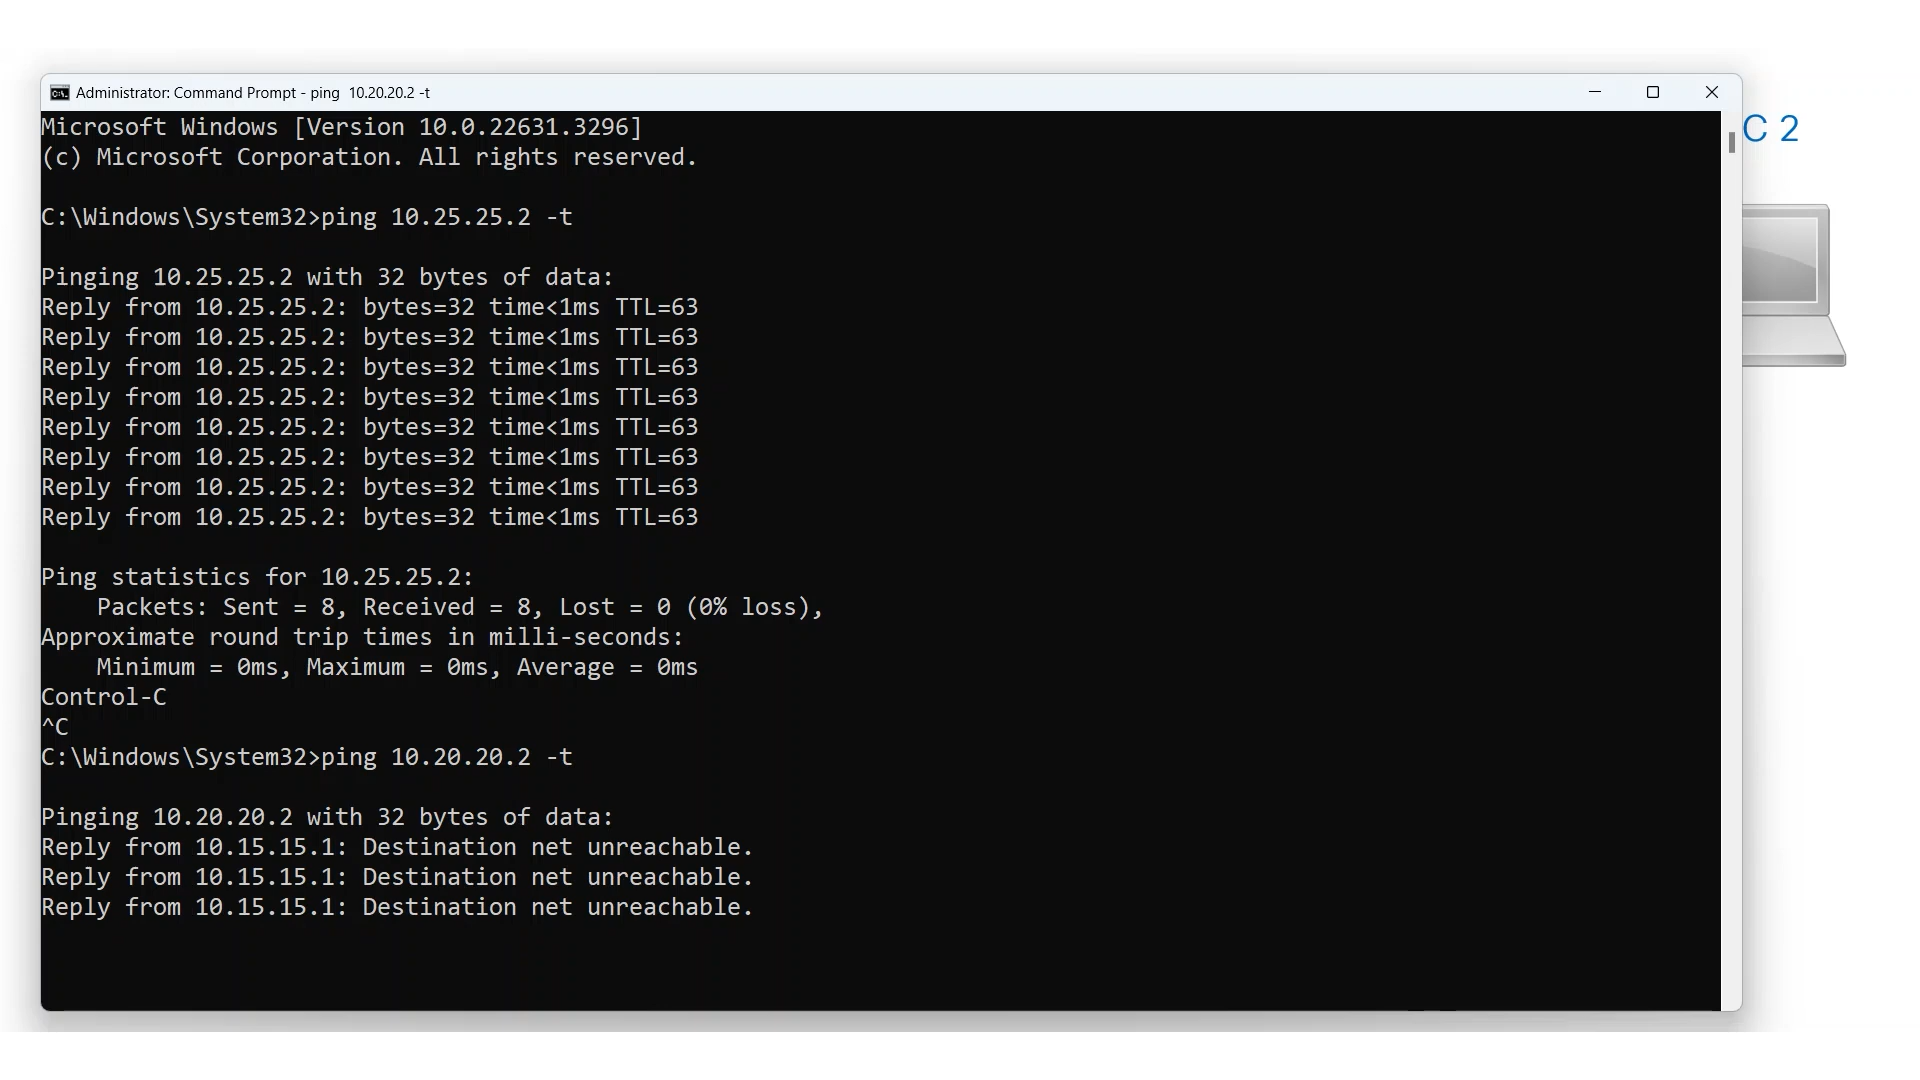 Administrator: Command Prompt - ping  10.20.20.2 -t
Microsoft Windows [Version 10.0.22631.3296]
(c) Microsoft Corporation. All rights reserved.
C:\Windows\System32>ping 10.25.25.2 -t
Pinging 10.25.25.2 with 32 bytes of data:
Reply from 10.25.25.2: bytes=32 time<1ms TTL=63
Reply from 10.25.25.2: bytes=32 time<1ms TTL=63
Reply from 10.25.25.2: bytes=32 time<1ms TTL=63
Reply from 10.25.25.2: bytes=32 time<1ms TTL=63
Reply from 10.25.25.2: bytes=32 time<1ms TTL=63
Reply from 10.25.25.2: bytes=32 time<1ms TTL=63
Reply from 10.25.25.2: bytes=32 time<1ms TTL=63
Reply from 10.25.25.2: bytes=32 time<1ms TTL=63
Ping statistics for 10.25.25.2:
    Packets: Sent = 8, Received = 8, Lost = 0 (0% loss),
Approximate round trip times in milli-seconds:
    Minimum = 0ms, Maximum = 0ms, Average = 0ms
Control-C
^C
C:\Windows\System32>ping 10.20.20.2 -t
Pinging 10.20.20.2 with 32 bytes of data:
Reply from 10.15.15.1: Destination net unreachable.
Reply from 10.15.15.1: Destination net unreachable.
Reply from 10.15.15.1: Destination net unreachable.
C 2